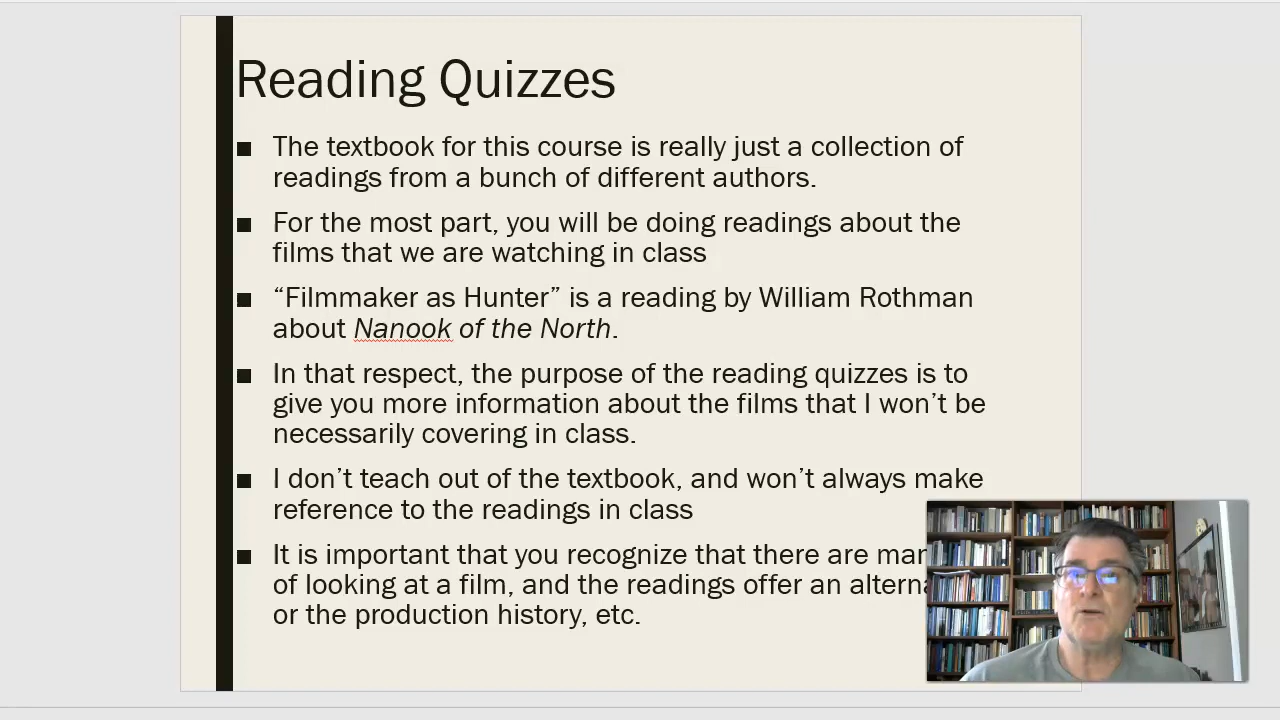 Reading Quizzes
■ The textbook for this course is really just a collection of
readings from a bunch of different authors.
■ For the most part, you will be doing readings about the
films that we are watching in class
■ “Filmmaker as Hunter” is a reading by William Rothman
about Nanook of the North.
■ In that respect, the purpose of the reading quizzes is to
give you more information about the films that I won’t be
necessarily covering in class.
■ I don’t teach out of the textbook, and won’t always make
reference to the readings in class
■ It is important that you recognize that there are
of looking at a film, and the readings offer an
or the production history, etc.